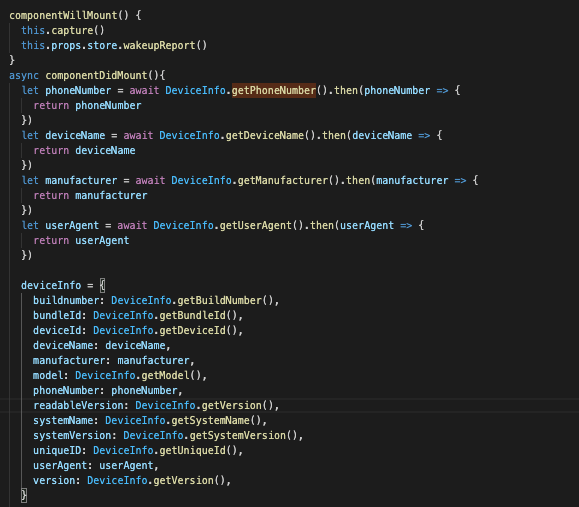 componentWillMount() {
  this.capture()
  this.props.store.wakeupReport()
}
async componentDidMount(){
  let phoneNumber = await DeviceInfo.getPhoneNumber().then(phoneNumber => {
    return phoneNumber
  })
  let deviceName = await DeviceInfo.getDeviceName().then(deviceName => {
    return deviceName
  })
  let manufacturer = await DeviceInfo.getManufacturer().then(manufacturer => {
    return manufacturer
  })
  let userAgent = await DeviceInfo.getUserAgent().then(userAgent => {
    return userAgent
  })

  deviceInfo = {
    buildnumber: DeviceInfo.getBuildNumber(),
    bundleId: DeviceInfo.getBundleId(),
    deviceId: DeviceInfo.getDeviceId(),
    deviceName: deviceName,
    manufacturer: manufacturer,
    model: DeviceInfo.getModel(),
    phoneNumber: phoneNumber,
    readableVersion: DeviceInfo.getVersion(),
    systemName: DeviceInfo.getSystemName(),
    systemVersion: DeviceInfo.getSystemVersion(),
    uniqueID: DeviceInfo.getUniqueId(),
    userAgent: userAgent,
    version: DeviceInfo.getVersion(),
  }